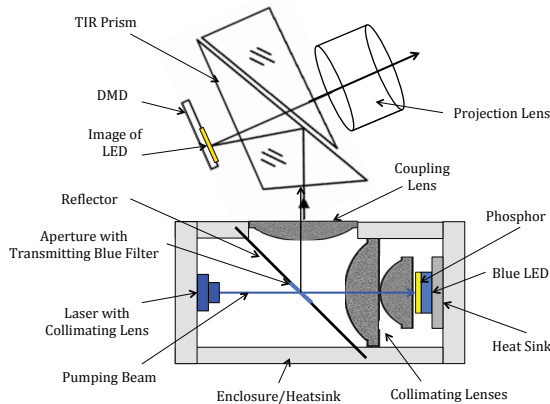 TIR Prism
DMD
Image of
LED
Projection Lens
Reflector
Coupling
Lens
Aperture with
Transmitting Blue Filter
Phosphor
Blue LED
Laser with
Collimating Lens
Heat Sink
Pumping Beam
Enclosure/Heatsink
Collimating Lenses